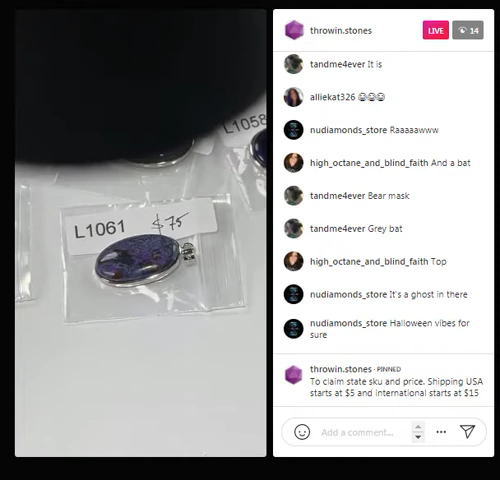 L1058
L1061 $75
throwin.stones
LIVE
14
tandme4ever It is
alliekat326 😂😂😂
nudiamonds_store Raaaaawww
high_octane_and_blind_faith And a bat
tandme4ever Bear mask
tandme4ever Grey bat
high_octane_and_blind_faith Top
nudiamonds_store It's a ghost in there
nudiamonds_store Halloween vibes for
sure
throwin.stones · PINNED
To claim state sku and price. Shipping USA
starts at $5 and international starts at $15
Add a comment...